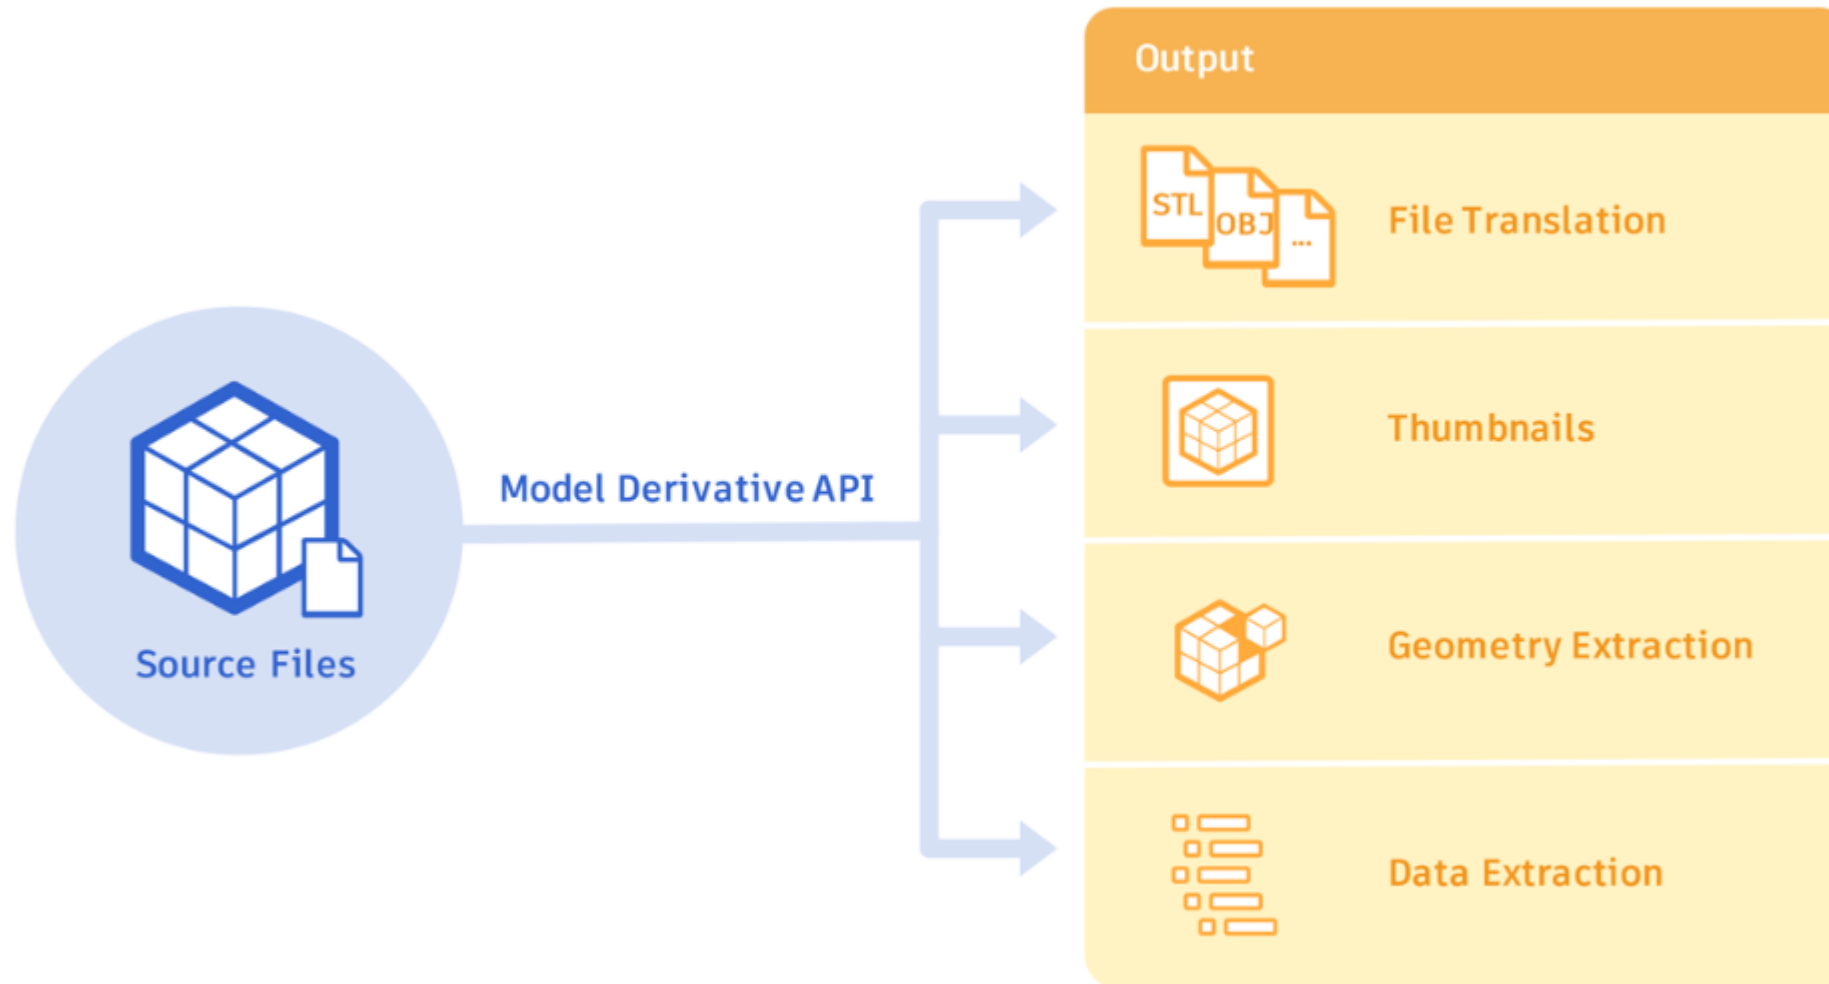 Output
STL
OBJ
...
File Translation
Thumbnails
Model Derivative API
Geometry Extraction
Source Files
Data Extraction